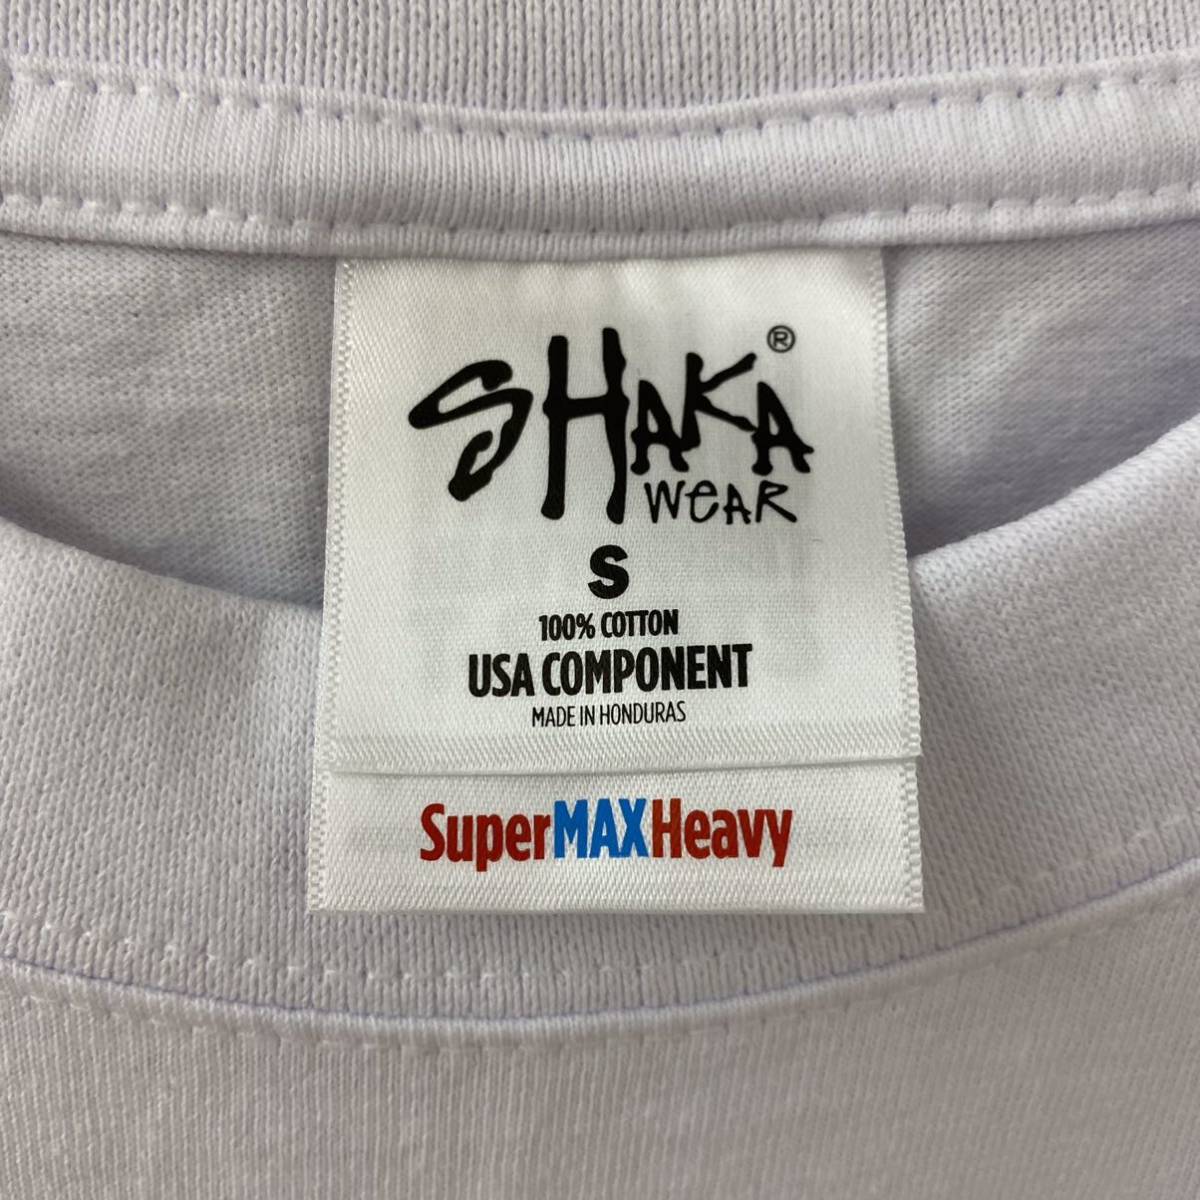 SHAKA ®
WeAR
S
100% COTTON
USA COMPONENT
MADE IN HONDURAS
SuperMAXHeavy